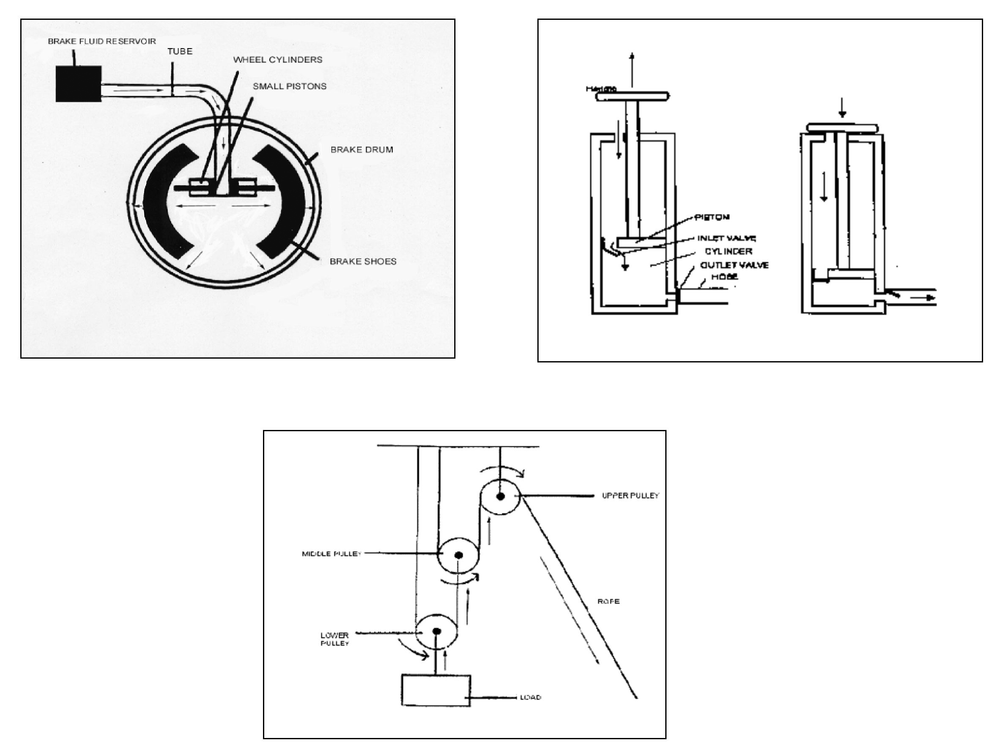 BRAKE FLUID RESERVOIR
TUBE
WHEEL CYLINDERS
SMALL PISTONS
BRAKE DRUM
BRAKE SHOES
PISTON
INLET VALVE
CYLINDER
OUTLET VALVE
HOSE
UPPER PULLEY
MIDDLE PULLEY
ROPE
LOWER
PULLEY
LOAD